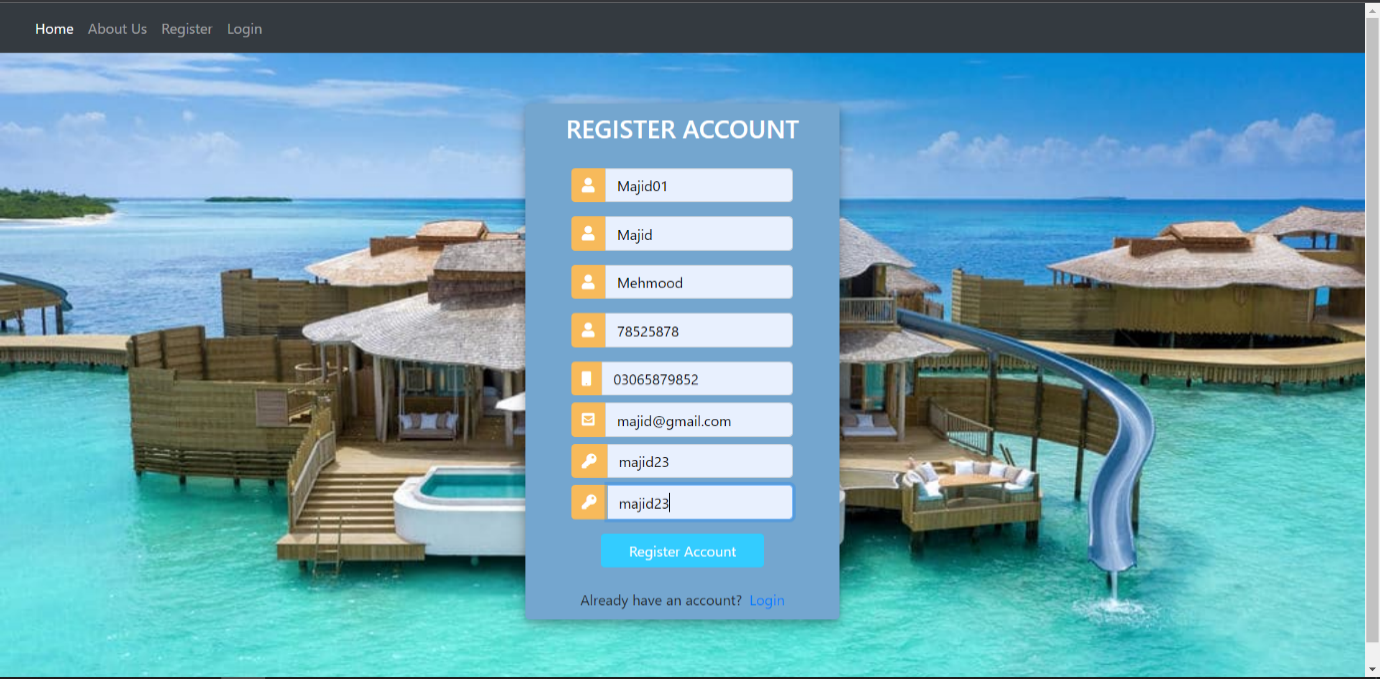 Home About Us Register Login
REGISTER ACCOUNT
Majid01
Majid
Mehmood
78525878
03065879852
majid@gmail.com
majid23
majid23
Register Account
Already have an account? Login